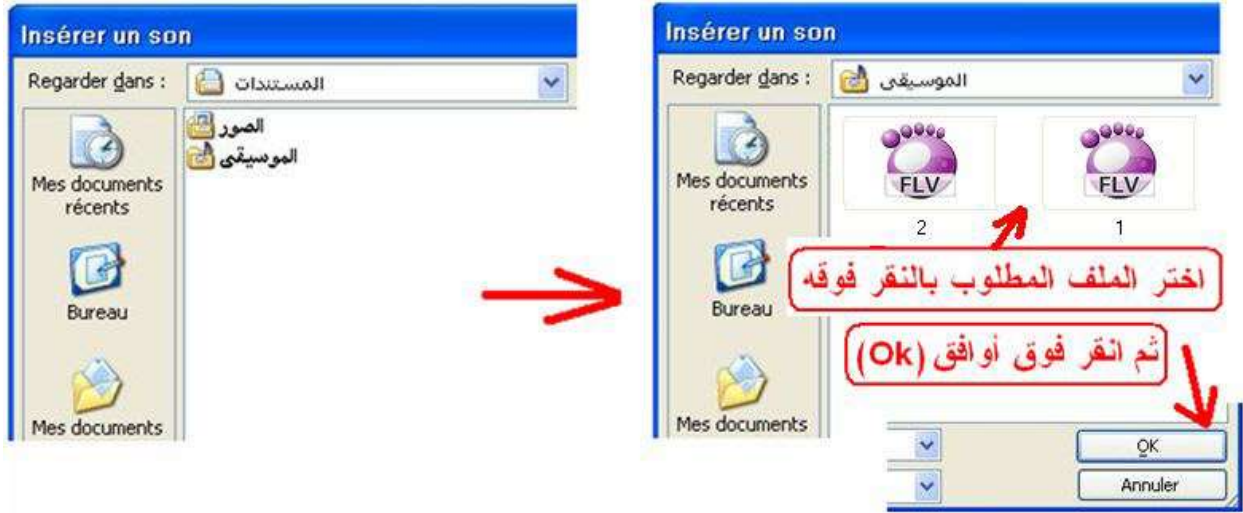 Insérer un son
Regarder dans :
المستندات
الصور
الموسيقى
Mes documents
récents
Bureau
Mes documents
Insérer un son
Regarder dans :
الموسيقى
Mes documents
récents
Bureau
Mes documents
FLV
2
FLV
1
اختر الملف المطلوب بالنقر فوقه
ثم انقر فوق أوافق (Ok)
OK
Annuler